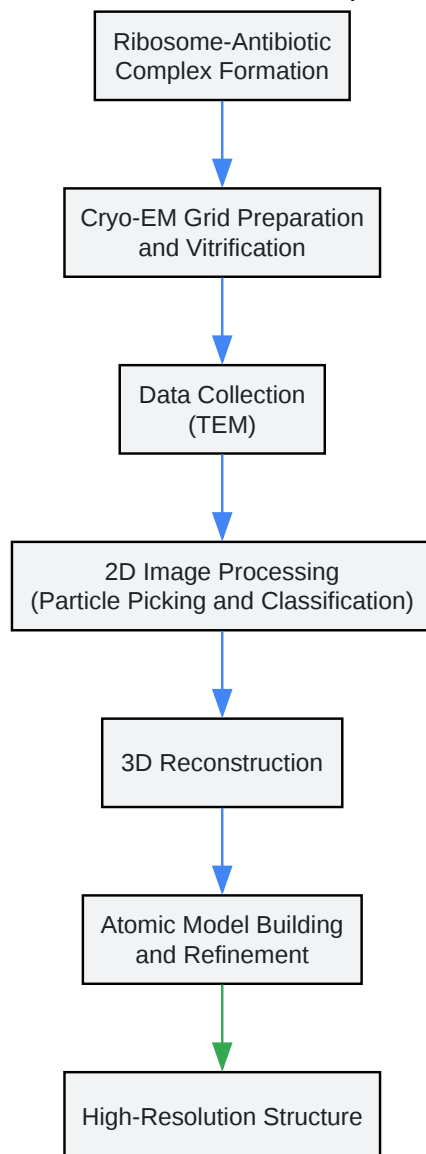 Ribosome-Antibiotic
Complex Formation
Cryo-EM Grid Preparation
and Vitrification
Data Collection
(TEM)
2D Image Processing
(Particle Picking and Classification)
3D Reconstruction
Atomic Model Building
and Refinement
High-Resolution Structure